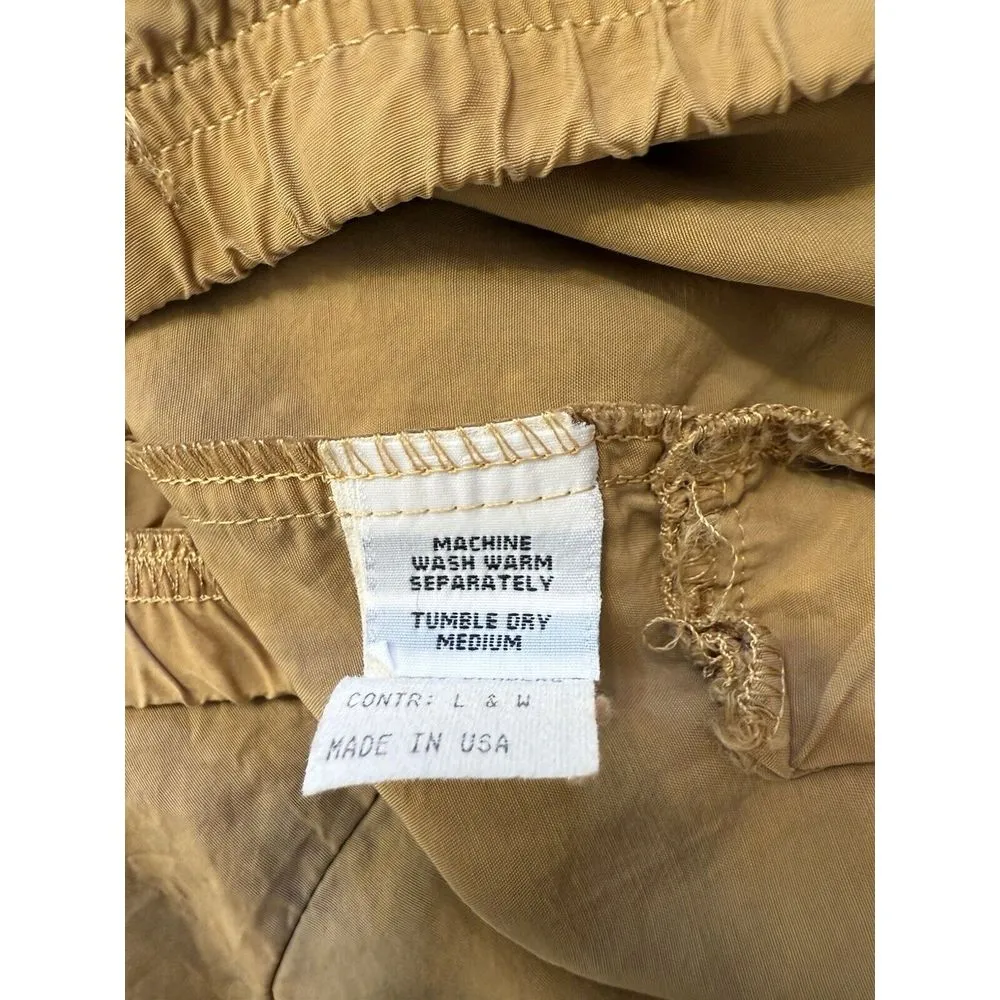 MACHINE
WASH WARM
SEPARATELY
TUMBLE DRY
MEDIUM
CONTR: L & W
MADE IN USA